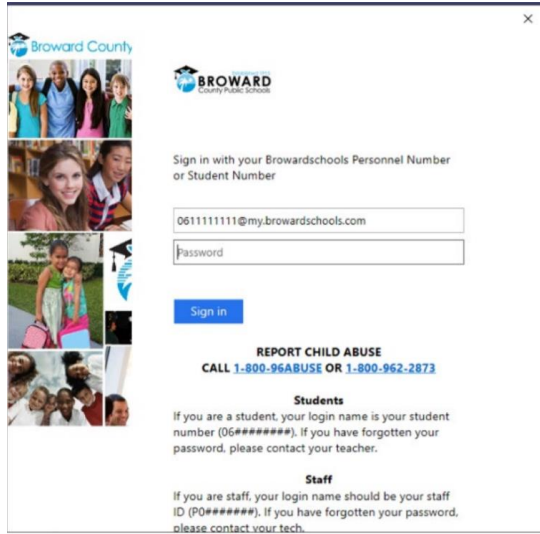 Broward County
BROWARD
County Public Schools
Sign in with your Browardschools Personnel Number
or Student Number
0611111111@my.browardschools.com
Password
Sign in
REPORT CHILD ABUSE
CALL 1-800-96ABUSE OR 1-800-962-2873
Students
If you are a student, your login name is your student
number (06########). If you have forgotten your
password, please contact your teacher.
Staff
If you are staff, your login name should be your staff
ID (P0#######). If you have forgotten your password,
please contact your tech.